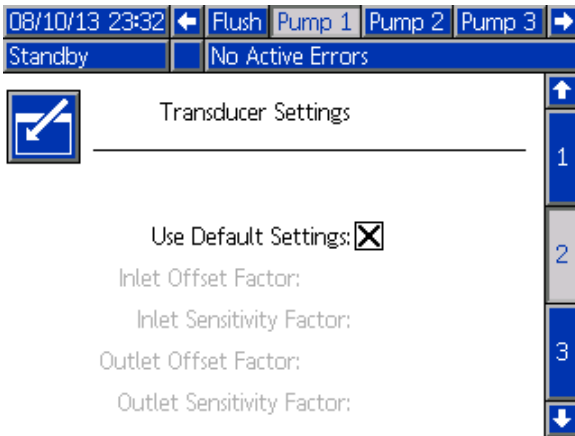 08/10/13 23:32 Flush Pump 1 Pump 2 Pump 3
Standby No Active Errors
Transducer Settings
1
Use Default Settings:
2
Inlet Offset Factor:
Inlet Sensitivity Factor:
Outlet Offset Factor:
3
Outlet Sensitivity Factor: